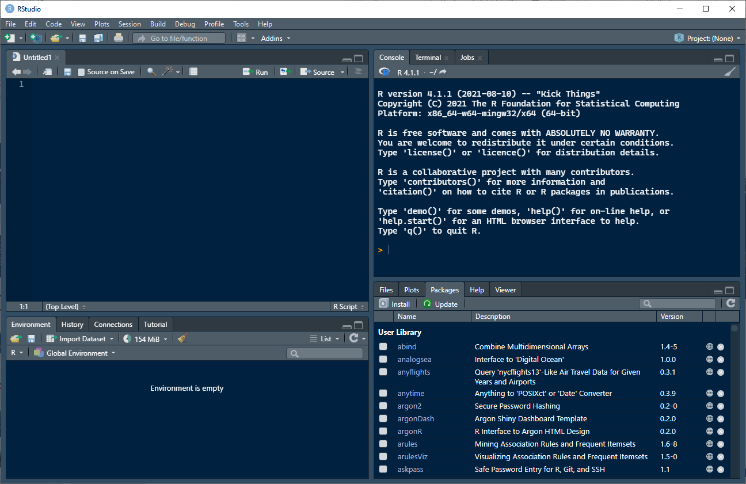 RStudio
File Edit Code View Plots Session Build Debug Profile Tools Help
Go to file/function
Addins
Project: (None)
Untitled1
Source on Save
Run
Source
1
1:1 (Top Level) R Script
Console Terminal Jobs
R 4.1.1 · ~/
R version 4.1.1 (2021-08-10) -- "Kick Things"
Copyright (C) 2021 The R Foundation for Statistical Computing
Platform: x86_64-w64-mingw32/x64 (64-bit)
R is free software and comes with ABSOLUTELY NO WARRANTY.
You are welcome to redistribute it under certain conditions.
Type 'license()' or 'licence()' for distribution details.
R is a collaborative project with many contributors.
Type 'contributors()' for more information and
'citation()' on how to cite R or R packages in publications.
Type 'demo()' for some demos, 'help()' for on-line help, or
'help.start()' for an HTML browser interface to help.
Type 'q()' to quit R.
>
Environment History Connections Tutorial
Import Dataset 154 MiB List
R Global Environment
Environment is empty
Files Plots Packages Help Viewer
Install Update
Name Description Version
User Library
abind Combine Multidimensional Arrays 1.4-5
analogsea Interface to 'Digital Ocean' 1.0.0
anyflights Query 'nycflights13'-Like Air Travel Data for Given 0.3.1
Years and Airports
anytime Anything to 'POSIXct' or 'Date' Converter 0.3.9
argon2 Secure Password Hashing 0.2-0
argonDash Argon Shiny Dashboard Template 0.2.0
argonR R Interface to Argon HTML Design 0.2.0
arules Mining Association Rules and Frequent Itemsets 1.6-8
arulesViz Visualizing Association Rules and Frequent Itemsets 1.5-0
askpass Safe Password Entry for R, Git, and SSH 1.1